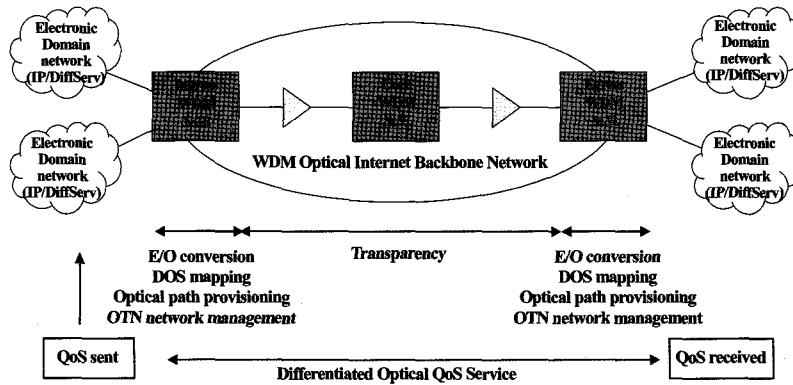 Electronic
Domain
network
(IP/DiffServ)
Electronic
Domain
network
(IP/DiffServ)
WDM
WDM Optical Internet Backbone Network
Electronic
Domain
network
(IP/DiffServ)
Electronic
Domain
network
(IP/DiffServ)
E/O conversion
DOS mapping
Optical path provisioning
OTN network management
Transparency
E/O conversion
DOS mapping
Optical path provisioning
OTN network management
QoS sent
Differentiated Optical QoS Service
QoS received